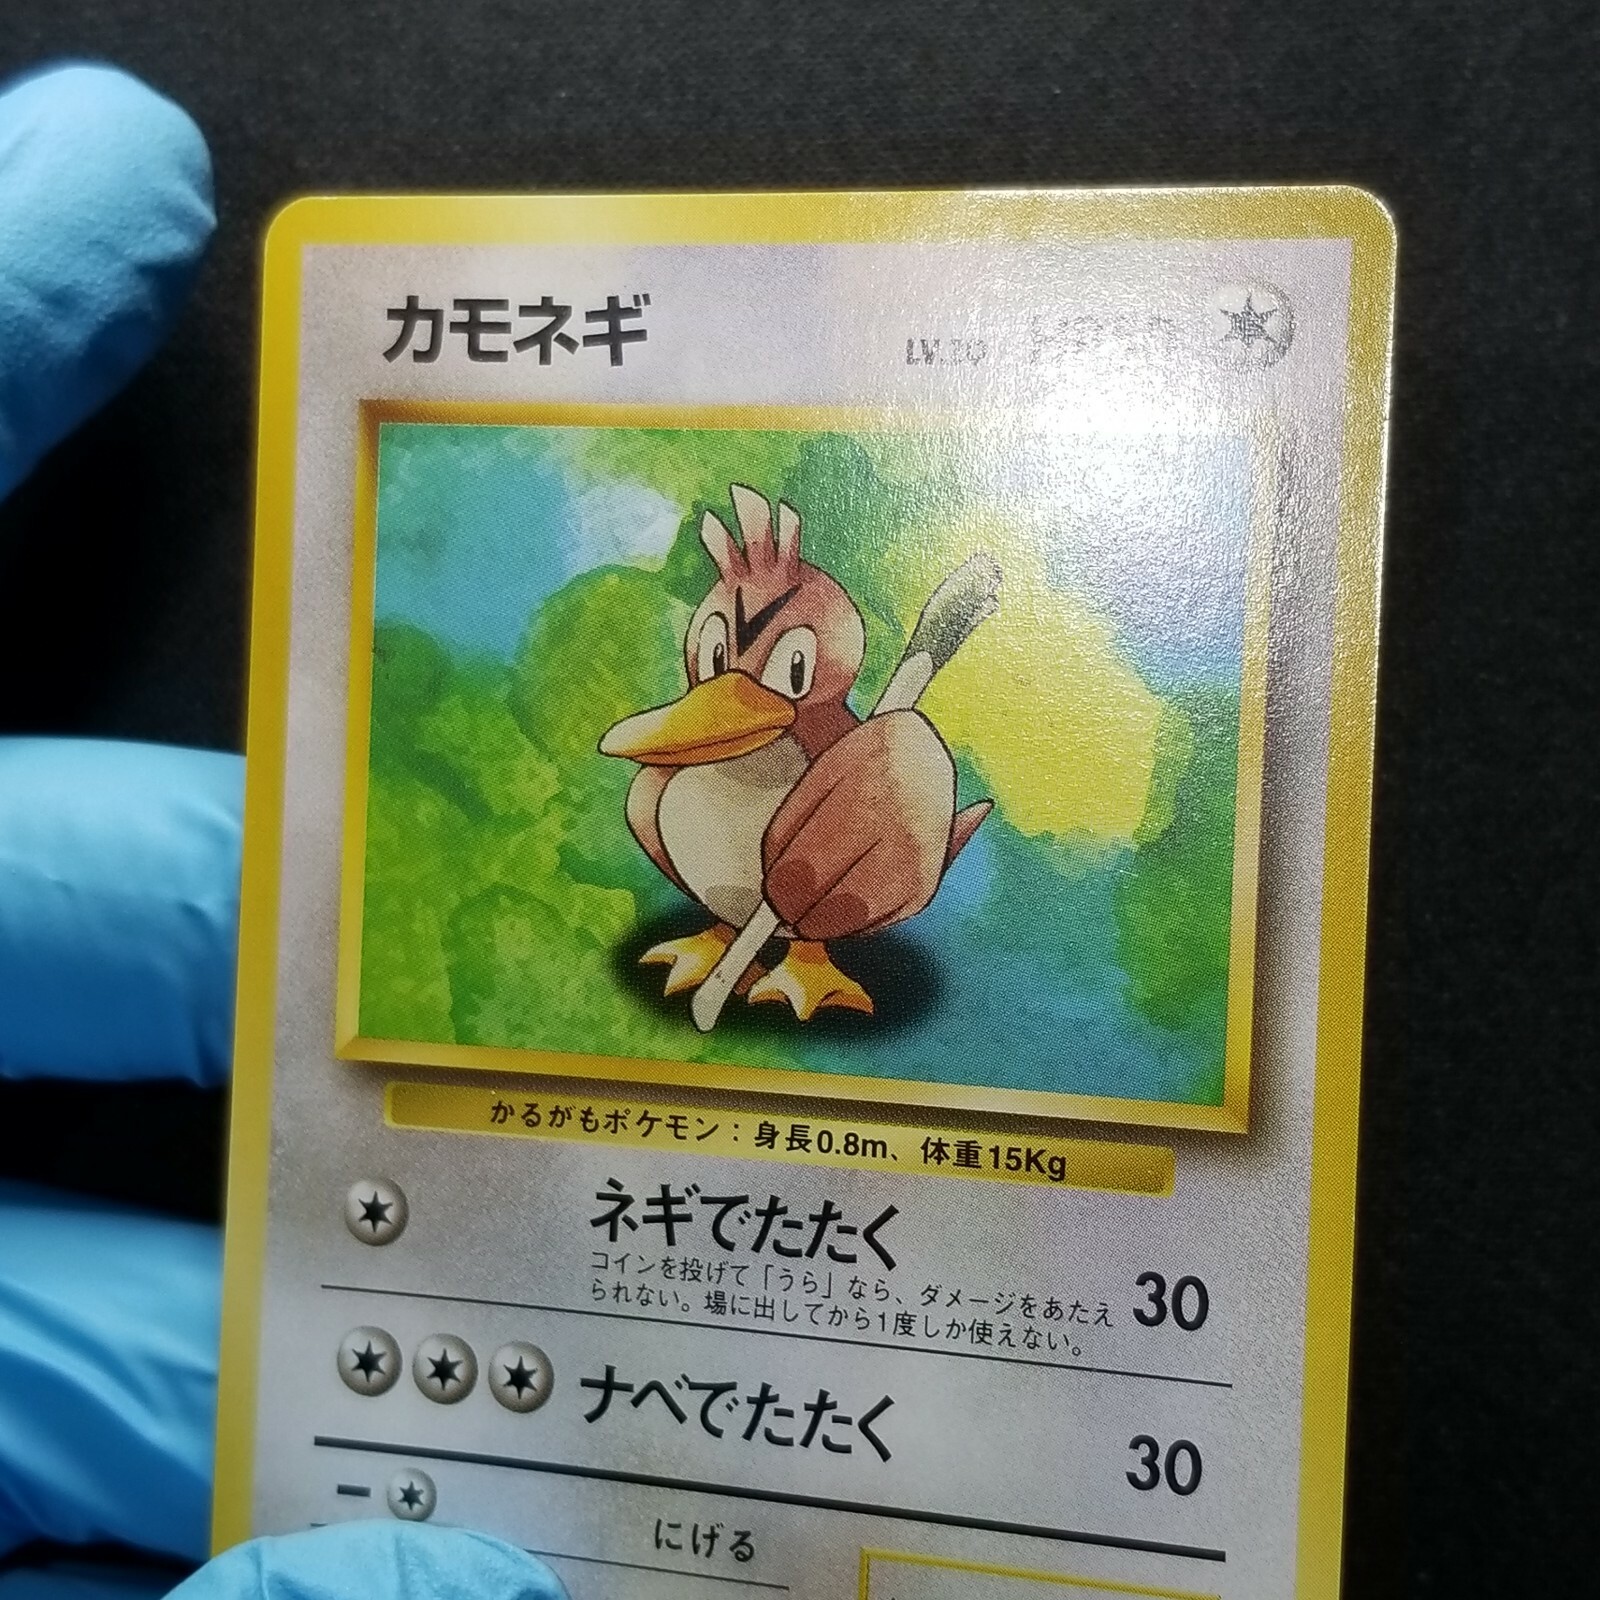 カモネギ LV.20
かるがもポケモン：身長0.8m、体重15Kg
ネギでたたく
コインを投げて「うら」なら、ダメージをあたえ
られない。場に出してから1度しか使えない。
30
ナベでたたく 30
にげる